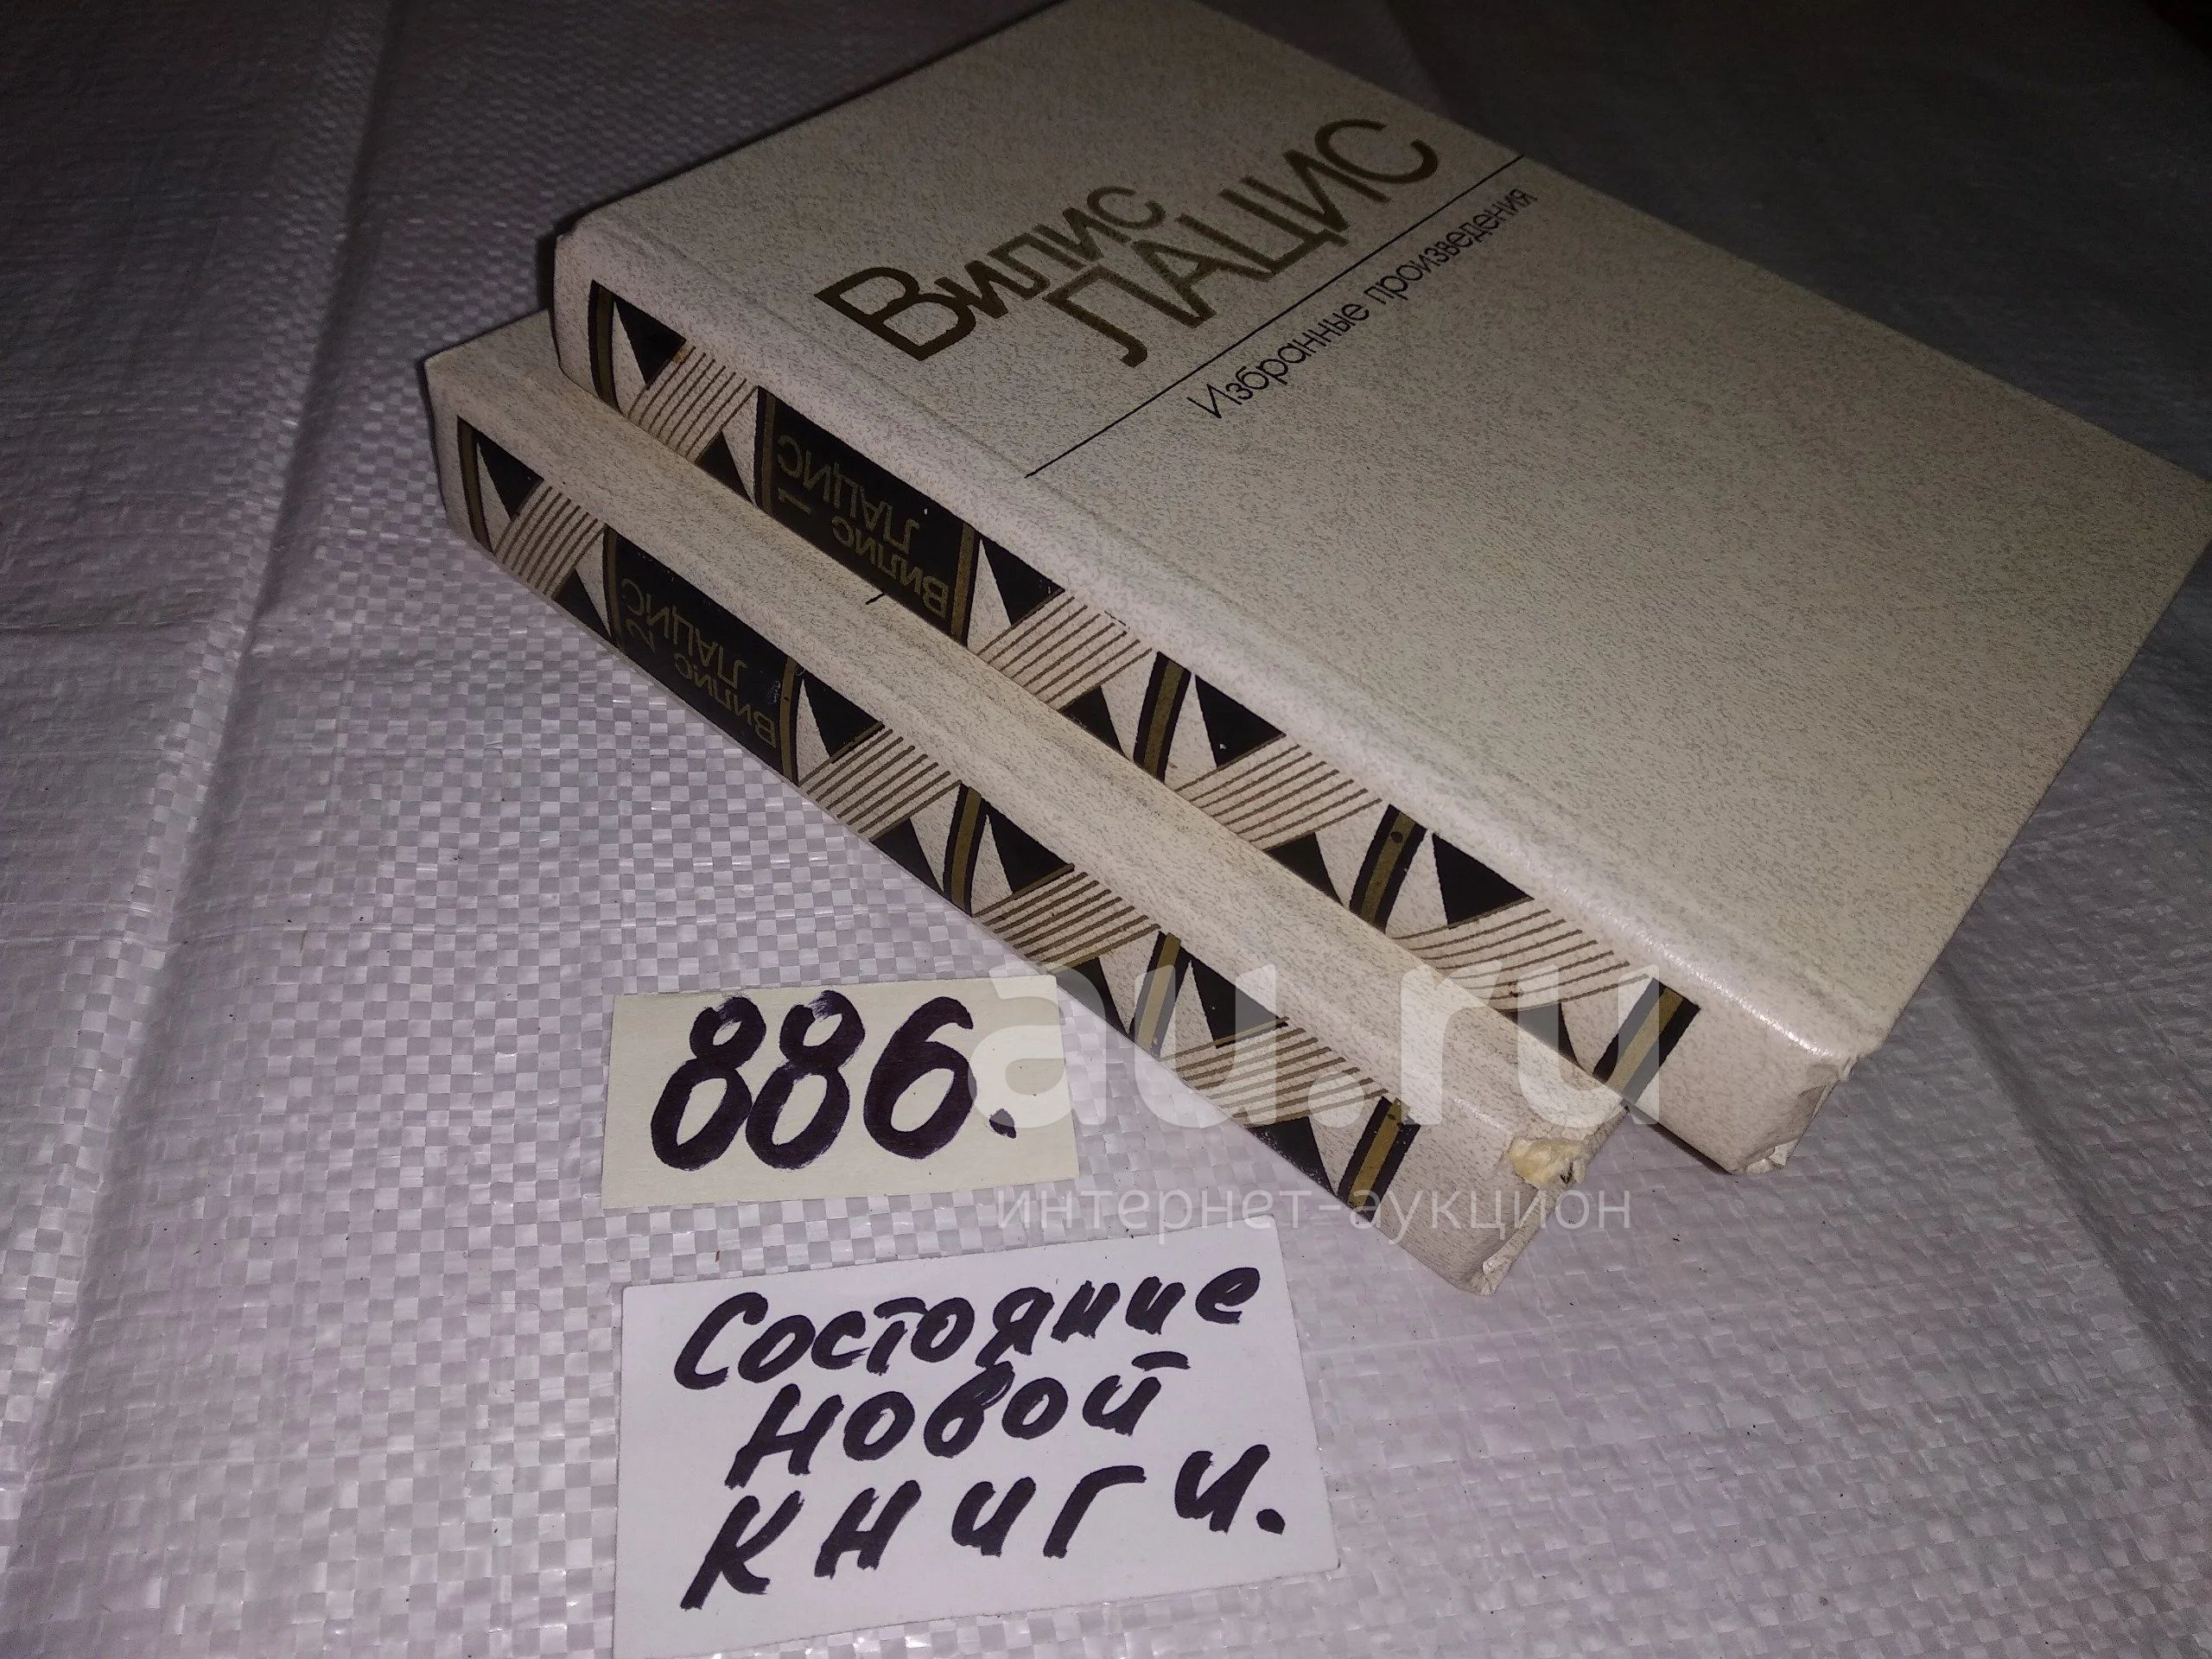 Вилис
ЛАЦИС
Избранные произведения
Вилис
ЛАЦИС
1
Вилис
ЛАЦИС
2
886.
au.ru
интернет-аукцион
Состояние
новой
книги.